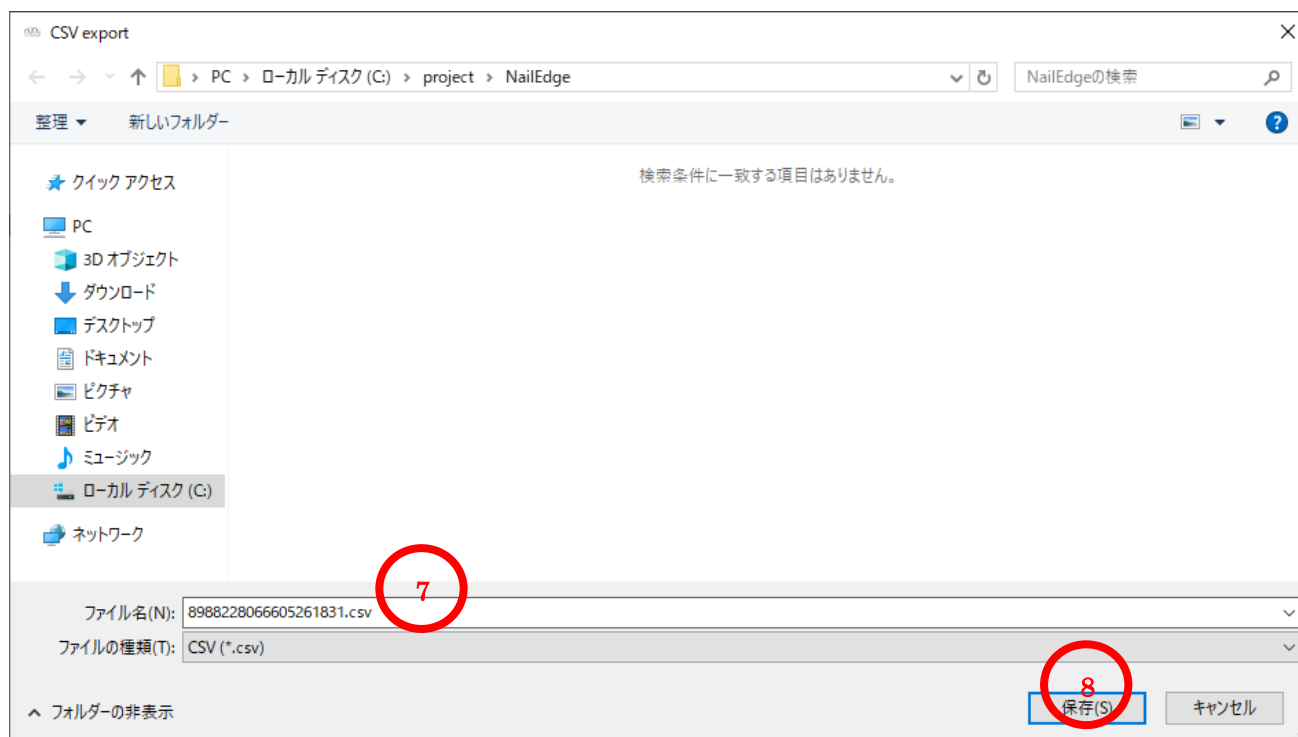 CSV export
PC > ローカル ディスク (C:) > project > NailEdge
NailEdgeの検索
整理 新しいフォルダー
検索条件に一致する項目はありません。
クイック アクセス
PC
3D オブジェクト
ダウンロード
デスクトップ
ドキュメント
ピクチャ
ビデオ
ミュージック
ローカル ディスク (C:)
ネットワーク
7
ファイル名(N): 8988228066605261831.csv
ファイルの種類(T): CSV (*.csv)
8
フォルダーの非表示
保存(S) キャンセル